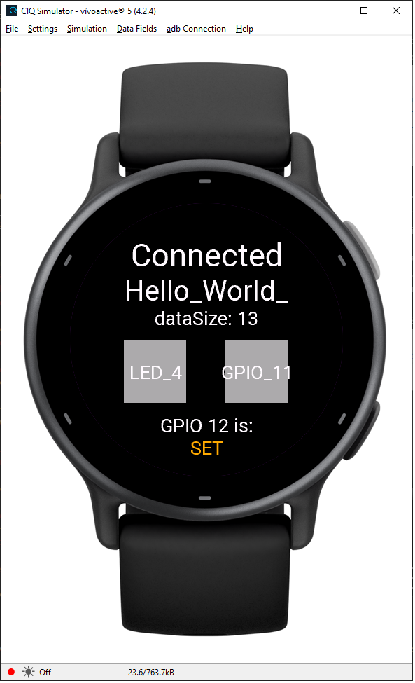 CIQ Simulator - vívoactive® 5 (4.2.4)
File Settings Simulation Data Fields adb Connection Help
Connected
Hello_World_
dataSize: 13
LED_4 GPIO_11
GPIO 12 is:
SET
Off 23.6/763.7kB